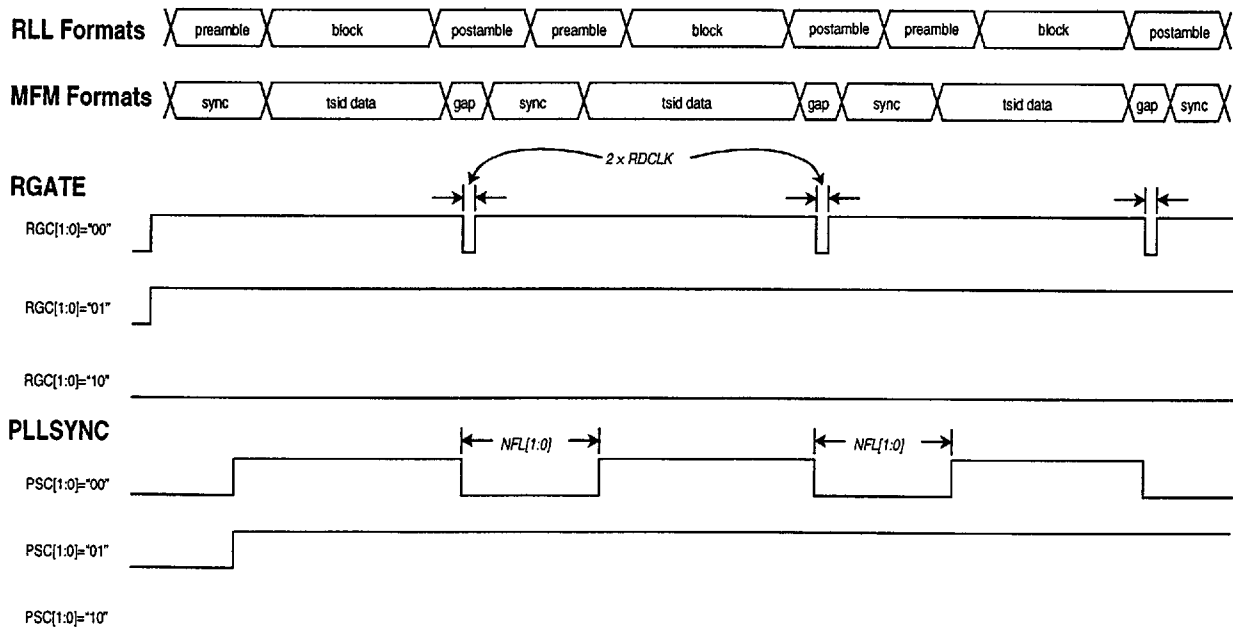 RLL Formats preamble block postamble preamble block postamble preamble block postamble
MFM Formats sync tsid data gap sync tsid data gap sync tsid data gap sync
2 x RDCLK
RGATE
RGC[1:0]="00"
RGC[1:0]="01"
RGC[1:0]="10"
PLLSYNC
NFL[1:0] NFL[1:0]
PSC[1:0]="00"
PSC[1:0]="01"
PSC[1:0]="10"